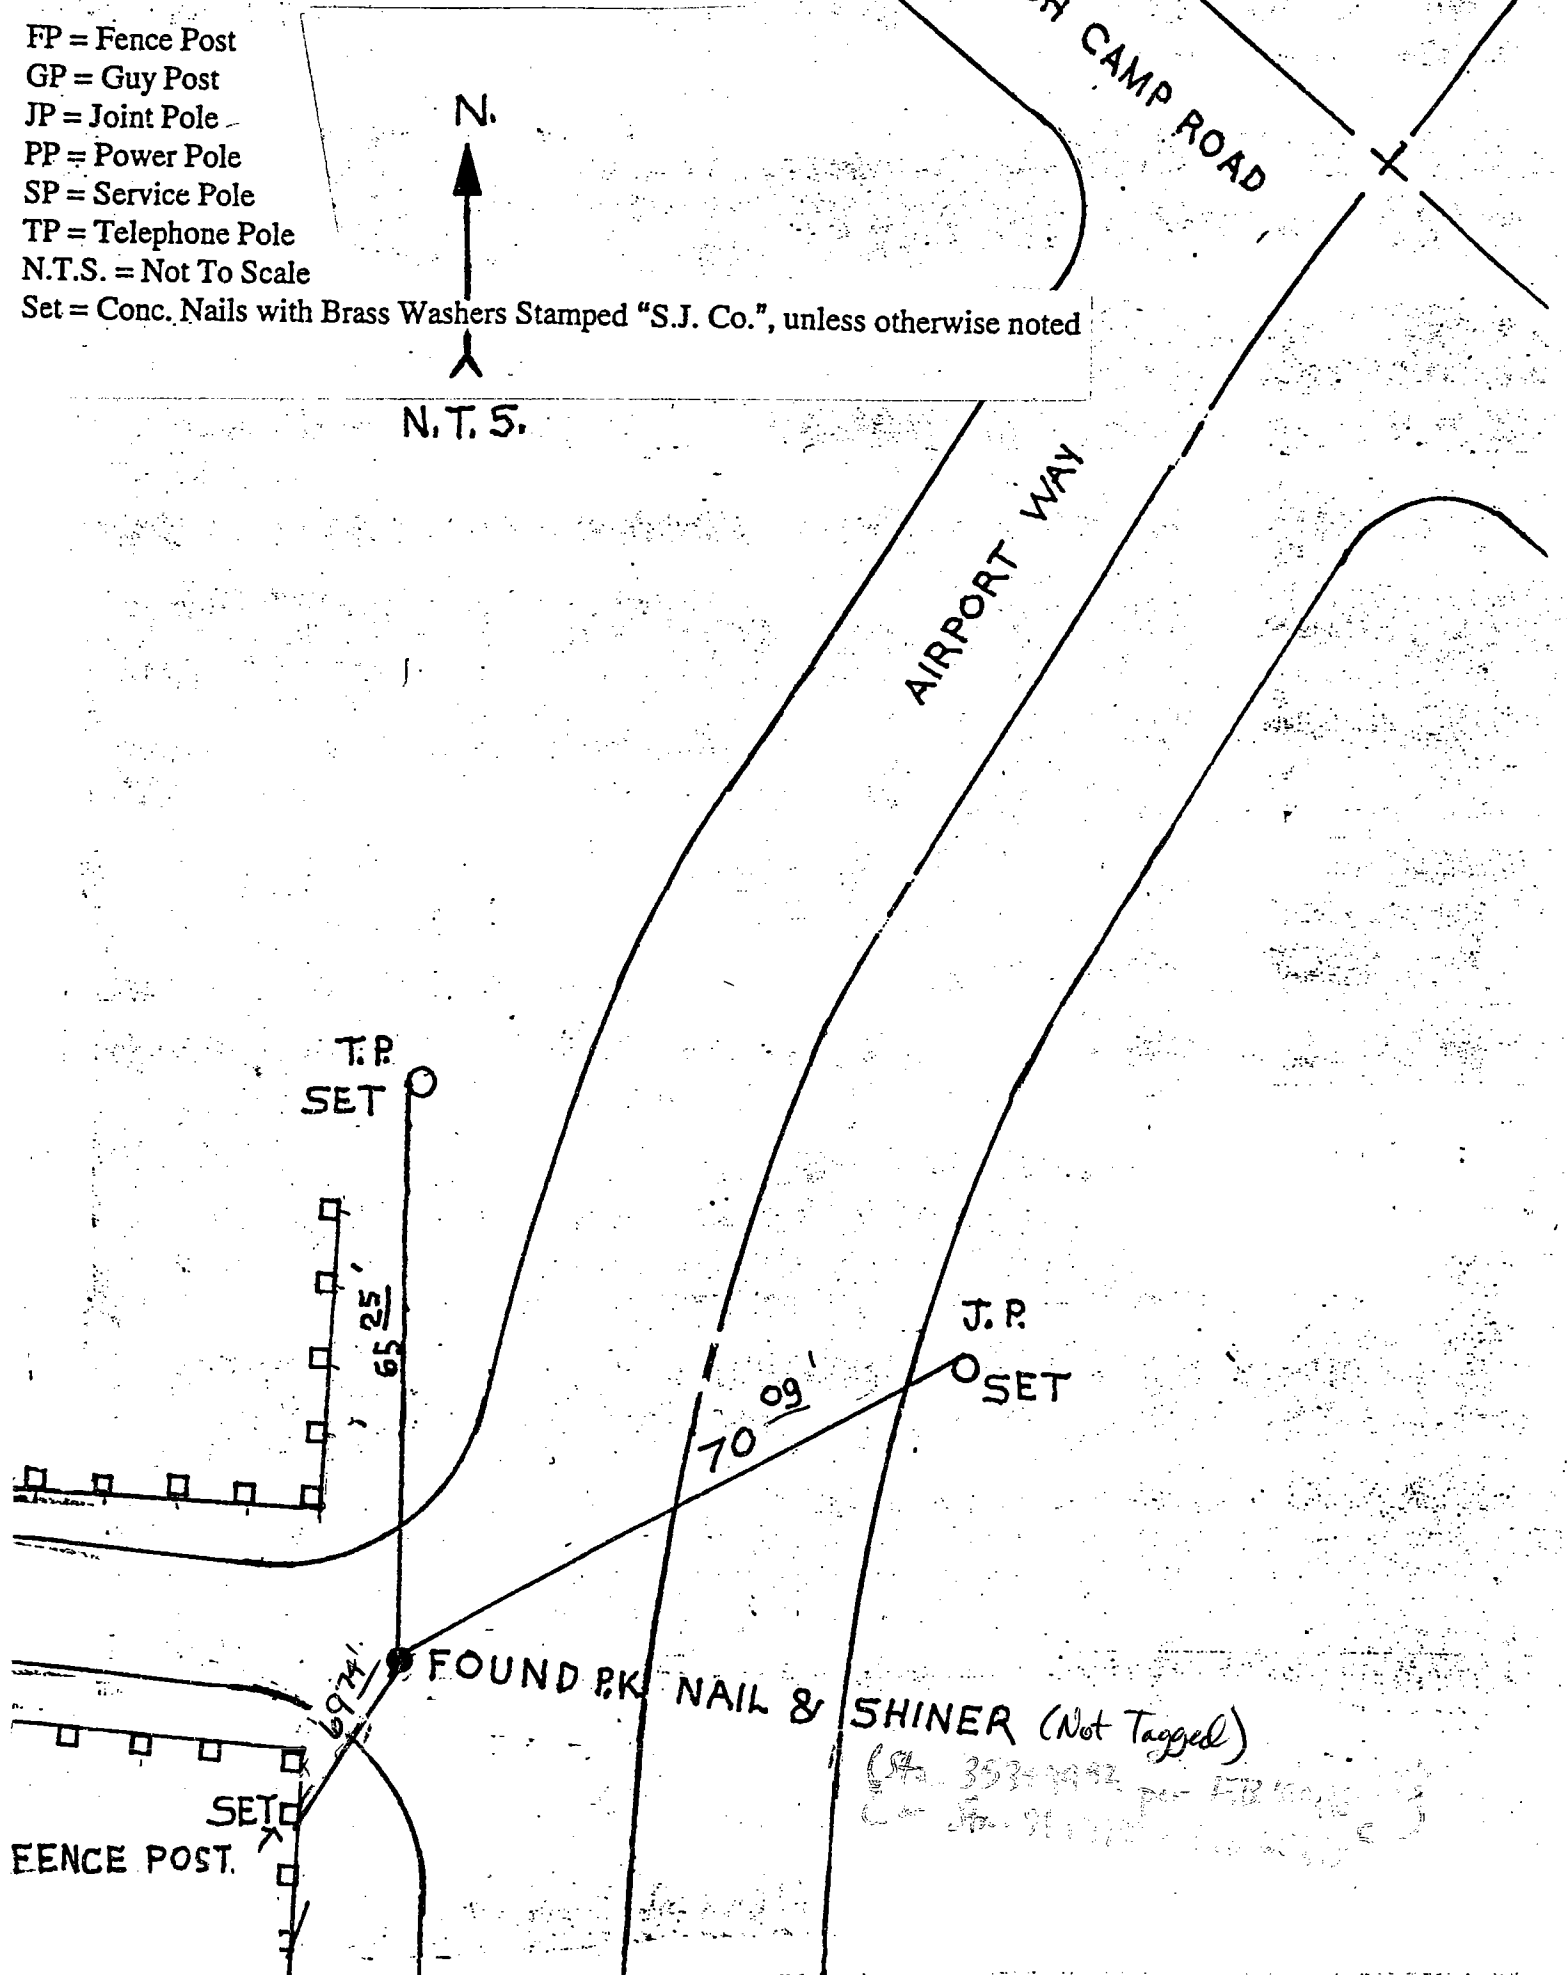 FP = Fence Post
GP = Guy Post
JP = Joint Pole
PP = Power Pole
SP = Service Pole
TP = Telephone Pole
N.T.S. = Not To Scale
Set = Conc. Nails with Brass Washers Stamped "S.J. Co.", unless otherwise noted
N.
N.T.S.
CAMP ROAD
AIRPORT WAY
T.P.
SET
65 25'
J.P.
SET
70 09'
69 74'
FOUND P.K. NAIL & SHINER (Not Tagged)
per
SET
FENCE POST.